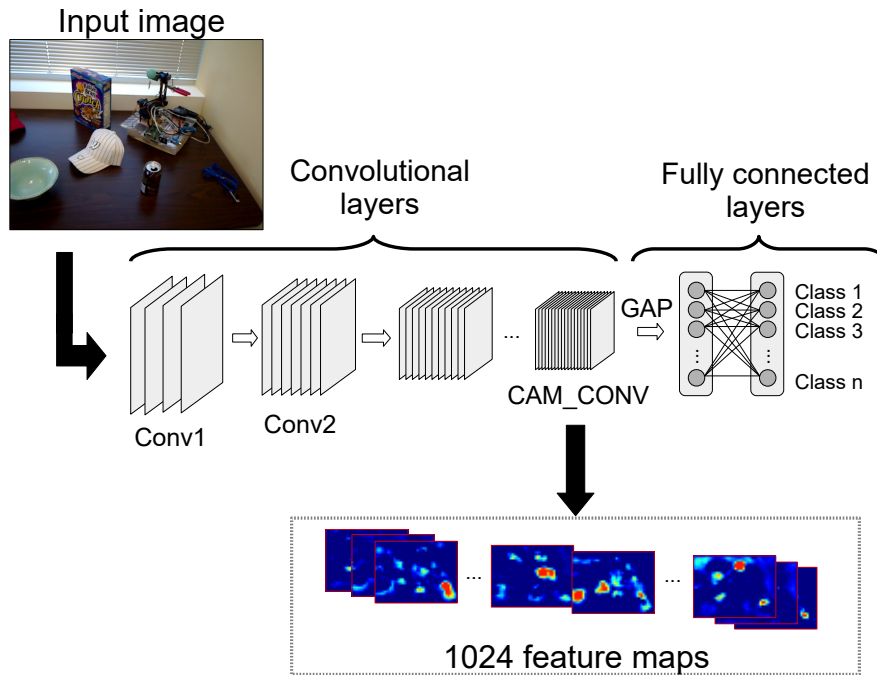 Input image
Convolutional
layers
Fully connected
layers
GAP
Class 1
Class 2
Class 3
...
...
...
Class n
CAM_CONV
Conv1
Conv2
...
...
1024 feature maps